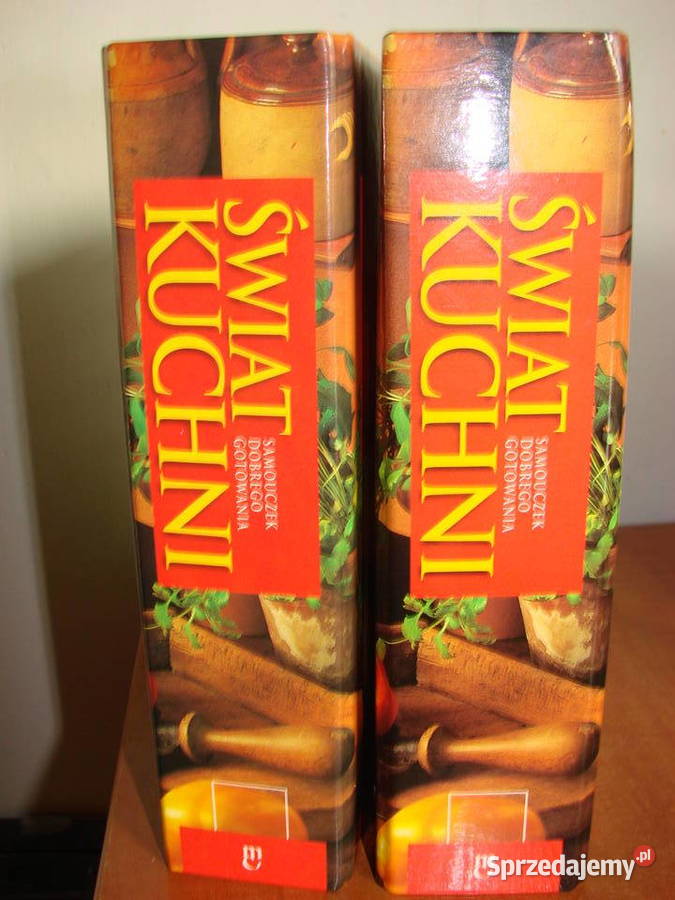 ŚWIAT
KUCHNI
SAMOUCZEK
DOBREGO
GOTOWANIA
ŚWIAT
KUCHNI
SAMOUCZEK
DOBREGO
GOTOWANIA
Sprzedajemy.pl